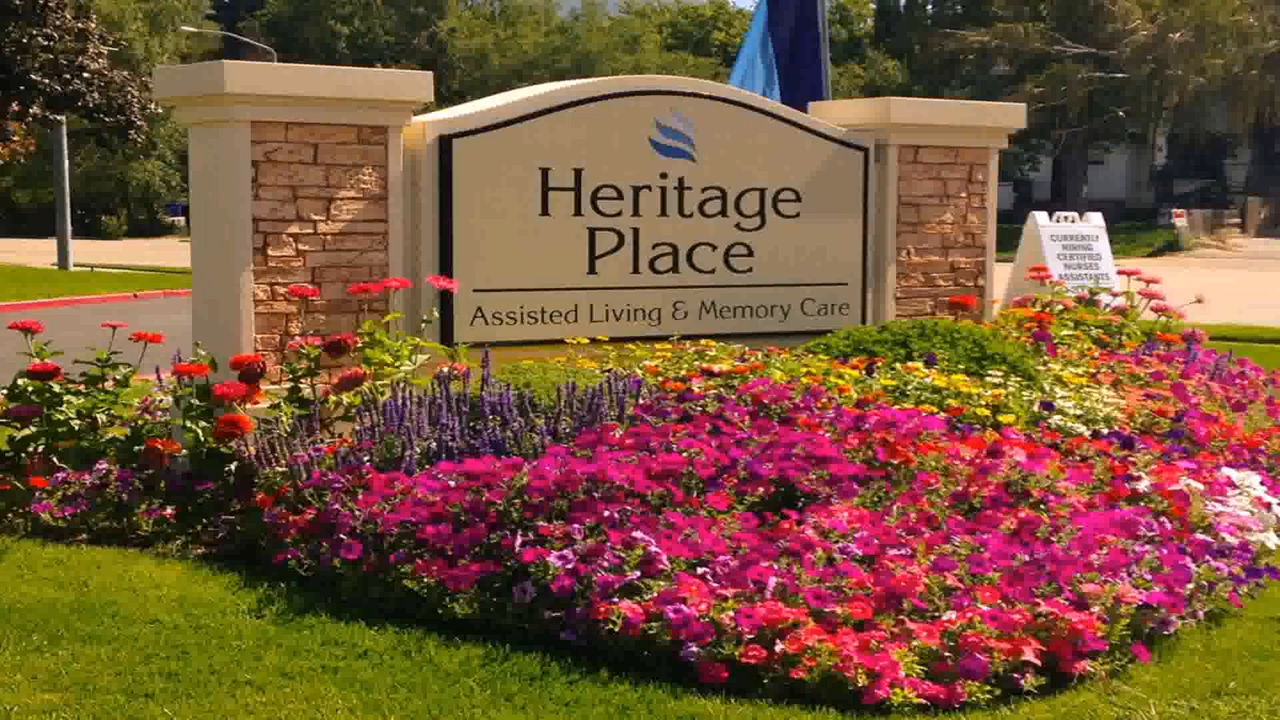 Heritage
Place
Assisted Living & Memory Care
CURRENTLY
HIRING
CERTIFIED
NURSES
ASSISTANTS